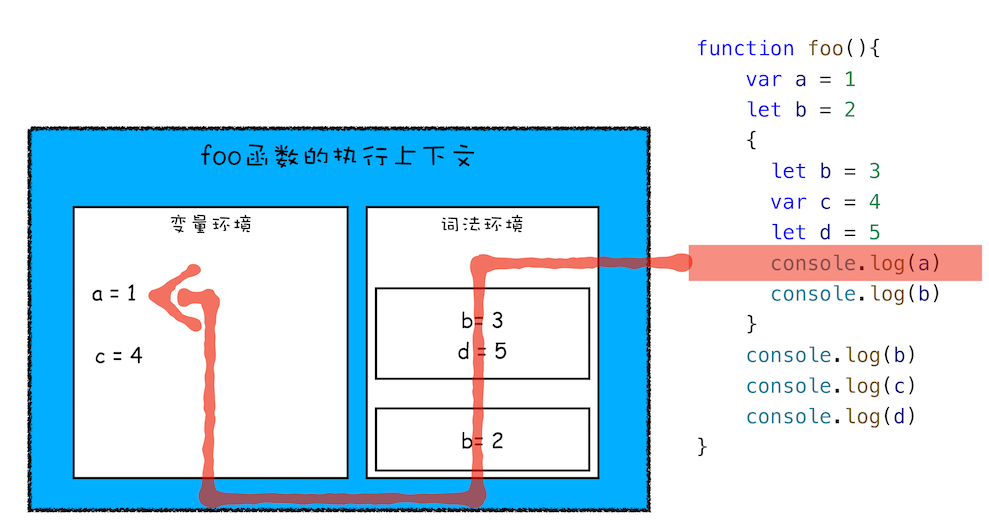 foo函数的执行上下文
变量环境
a = 1
c = 4
词法环境
b= 3
d = 5
b= 2
function foo(){
    var a = 1
    let b = 2
    {
      let b = 3
      var c = 4
      let d = 5
      console.log(a)
      console.log(b)
    }
    console.log(b)
    console.log(c)
    console.log(d)
}